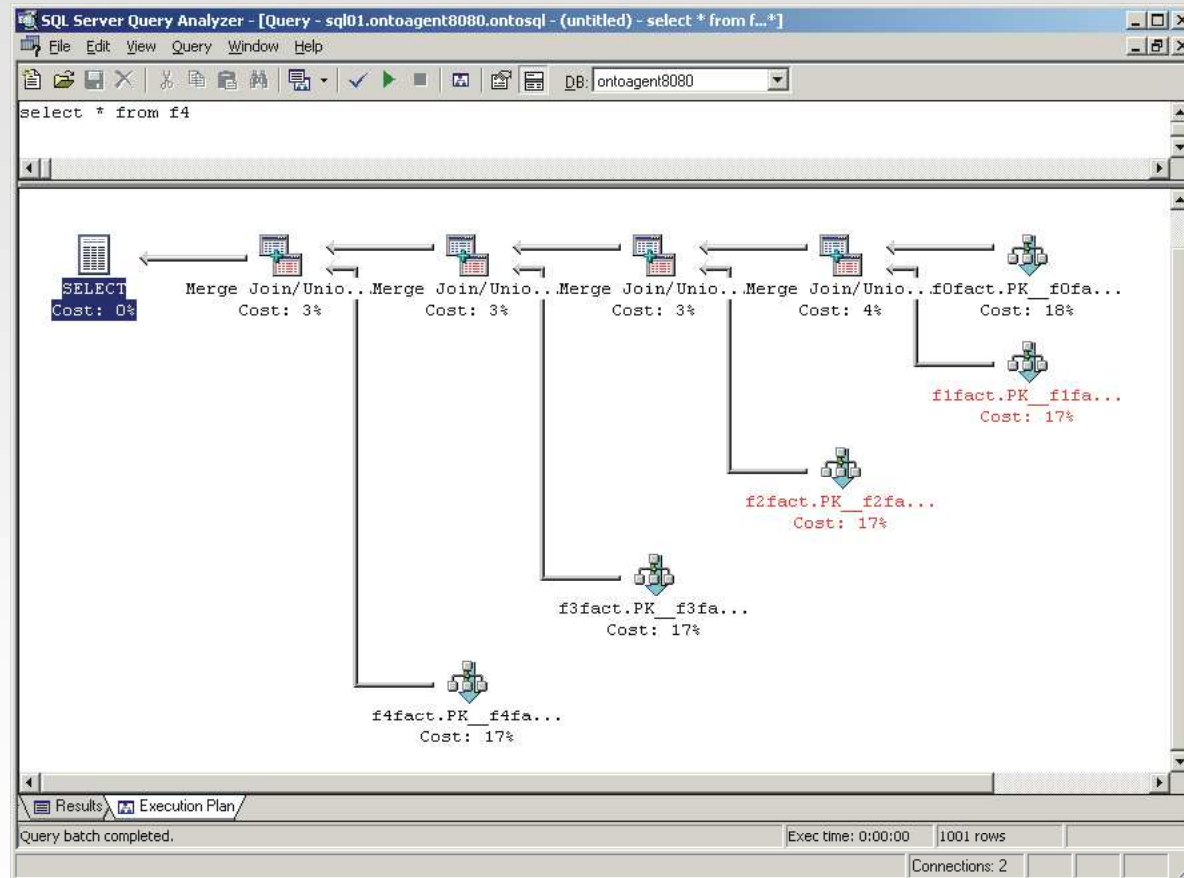 SQL Server Query Analyzer - [Query - sql01.ontoagent8080.ontosql - (untitled) - select * from f...*]
File Edit View Query Window Help
DB: ontoagent8080
select * from f4
SELECT
Cost: 0%
Merge Join/Unio...
Cost: 3%
Merge Join/Unio...
Cost: 3%
Merge Join/Unio...
Cost: 3%
Merge Join/Unio...
Cost: 4%
f0fact.PK__f0fa...
Cost: 18%
f1fact.PK__f1fa...
Cost: 17%
f2fact.PK__f2fa...
Cost: 17%
f3fact.PK__f3fa...
Cost: 17%
f4fact.PK__f4fa...
Cost: 17%
Results Execution Plan
Query batch completed. Exec time: 0:00:00 1001 rows
Connections: 2